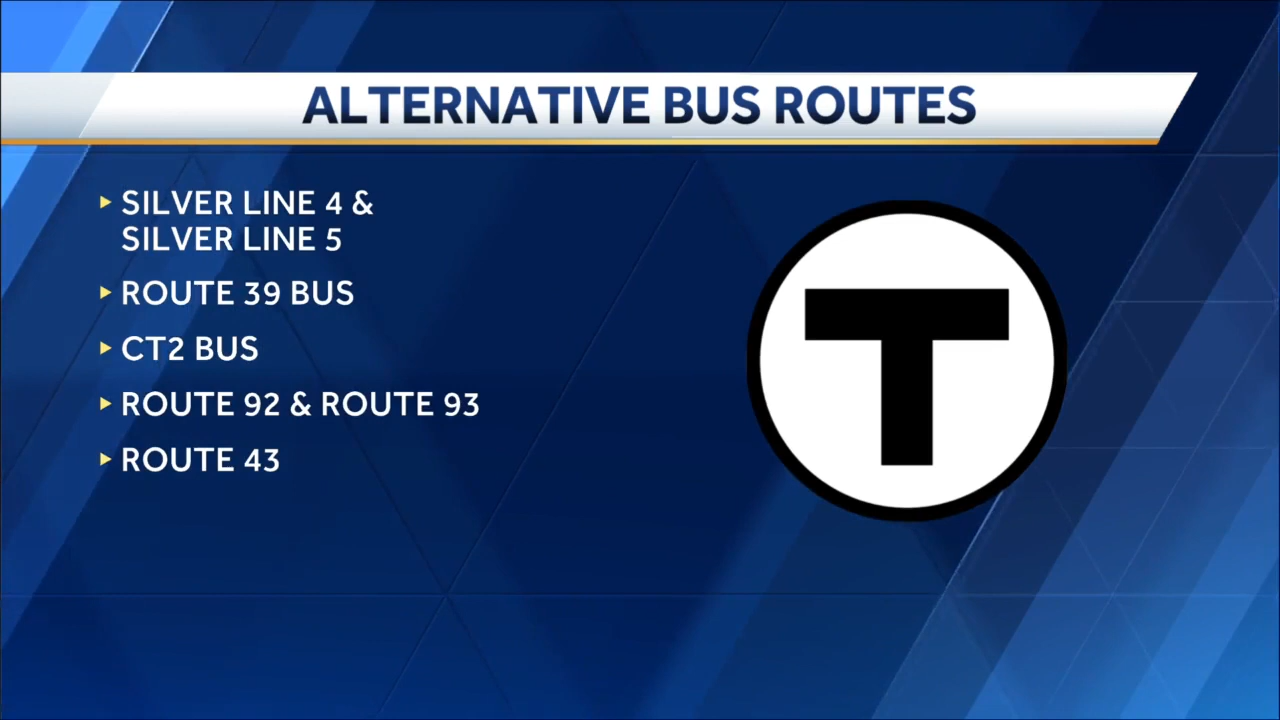 ALTERNATIVE BUS ROUTES
SILVER LINE 4 &
SILVER LINE 5
ROUTE 39 BUS
CT2 BUS
ROUTE 92 & ROUTE 93
ROUTE 43
T